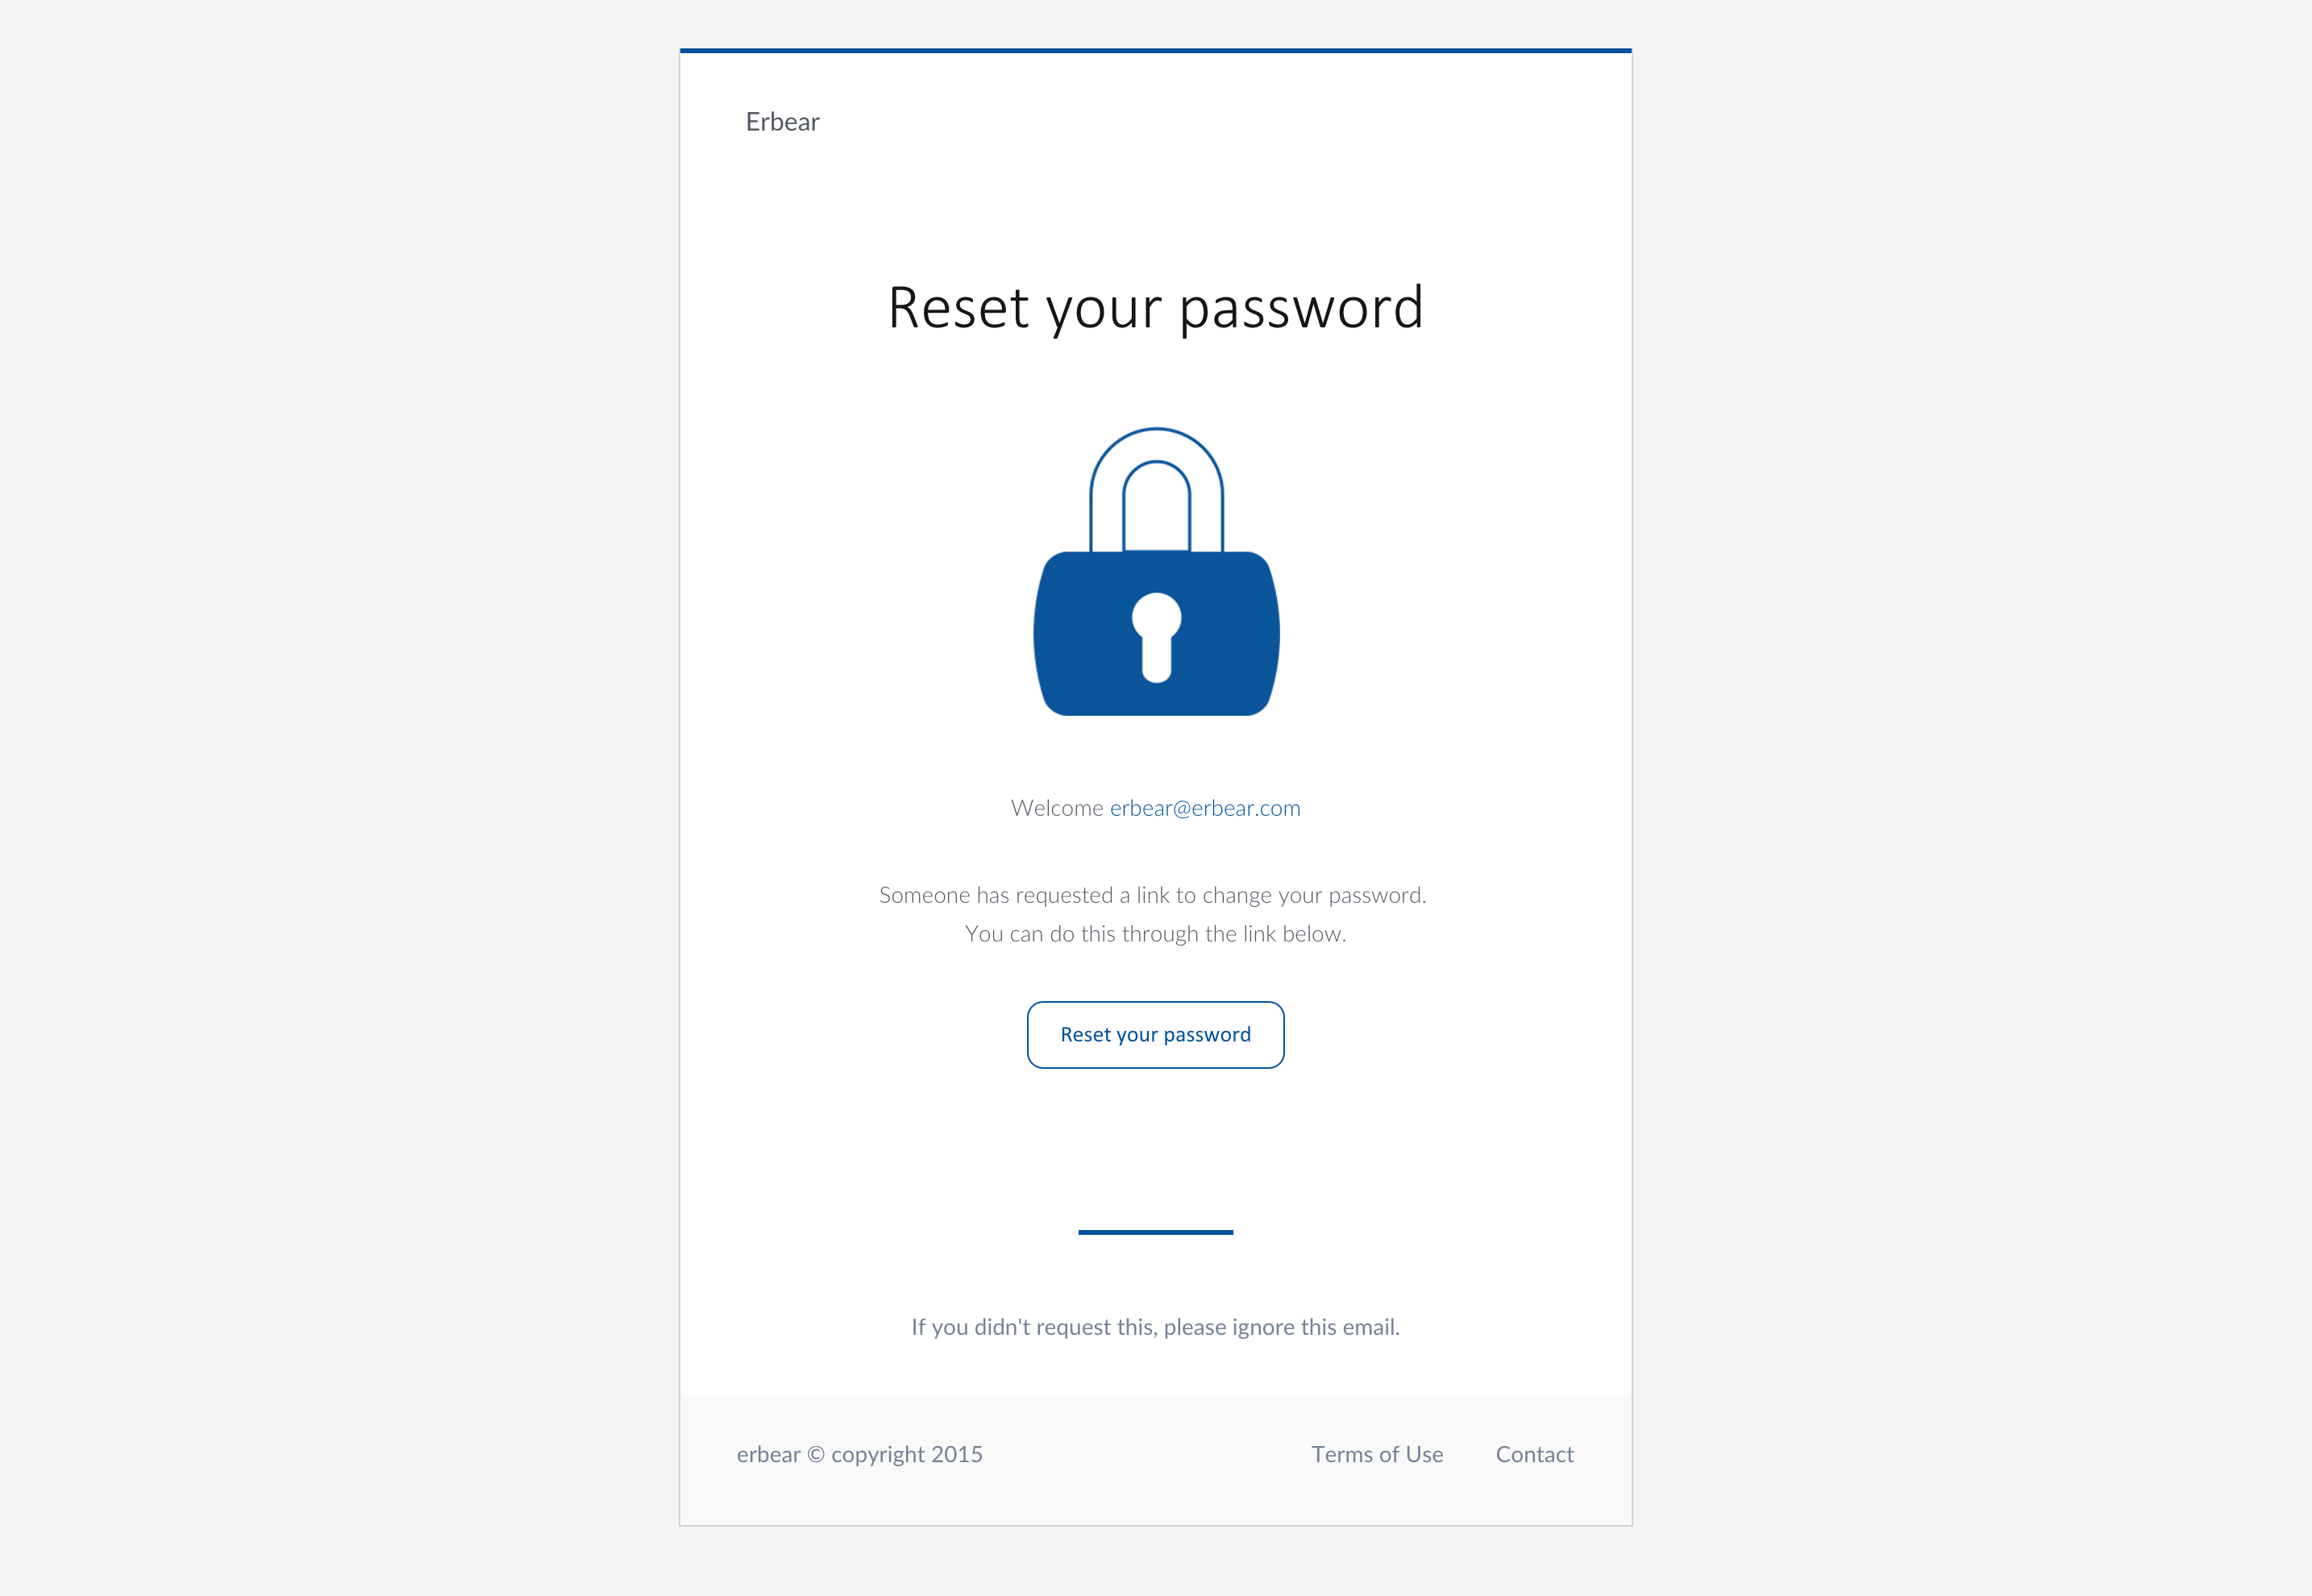 Erbear
Reset your password
Welcome erbear@erbear.com
Someone has requested a link to change your password.
You can do this through the link below.
Reset your password
If you didn't request this, please ignore this email.
erbear © copyright 2015 Terms of Use Contact